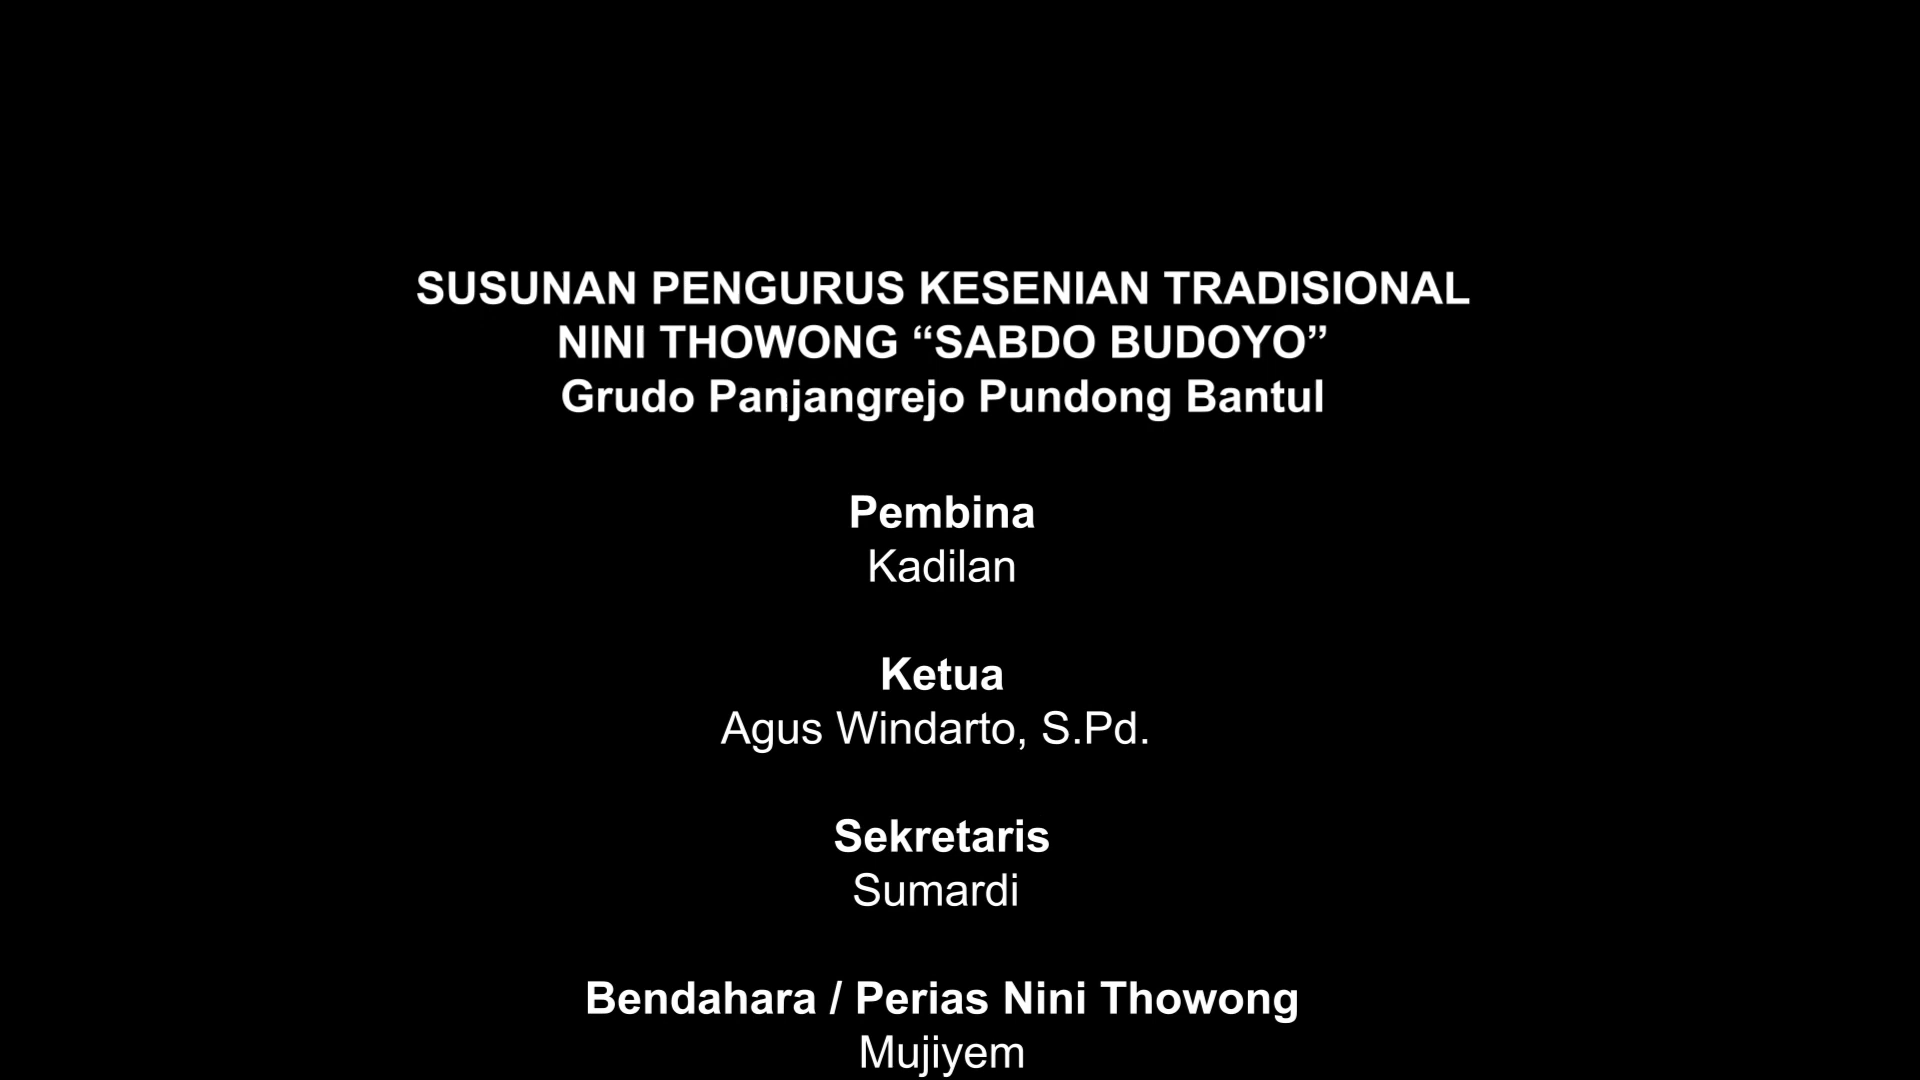 SUSUNAN PENGURUS KESENIAN TRADISIONAL
NINI THOWONG “SABDO BUDOYO”
Grudo Panjangrejo Pundong Bantul
Pembina
Kadilan
Ketua
Agus Windarto, S.Pd.
Sekretaris
Sumardi
Bendahara / Perias Nini Thowong
Mujiyem